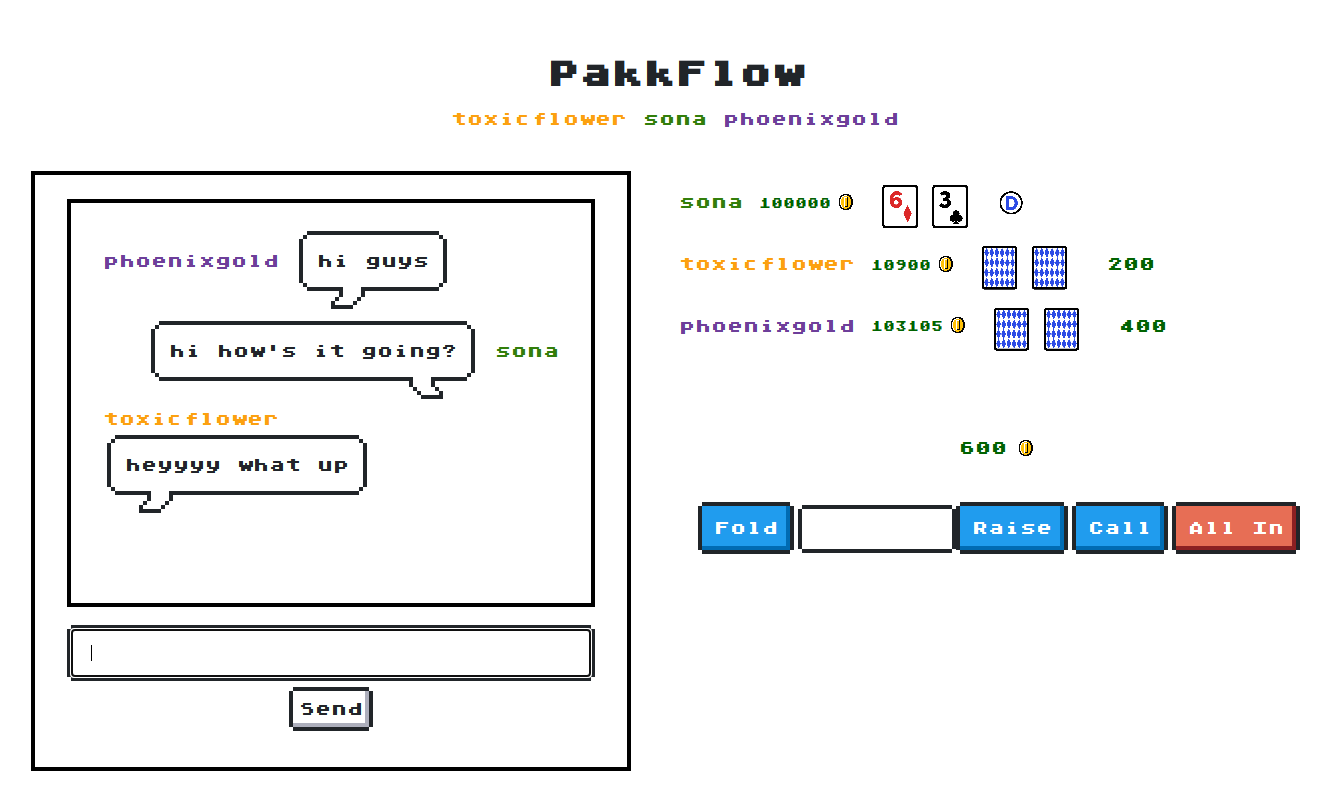 PakkFlow
toxicflower sona phoenixgold
phoenixgold hi guys
hi how's it going? sona
toxicflower
heyyyy what up
Send
sona 100000 6 3 D
toxicflower 10900 200
phoenixgold 103105 400
600
Fold Raise Call All In